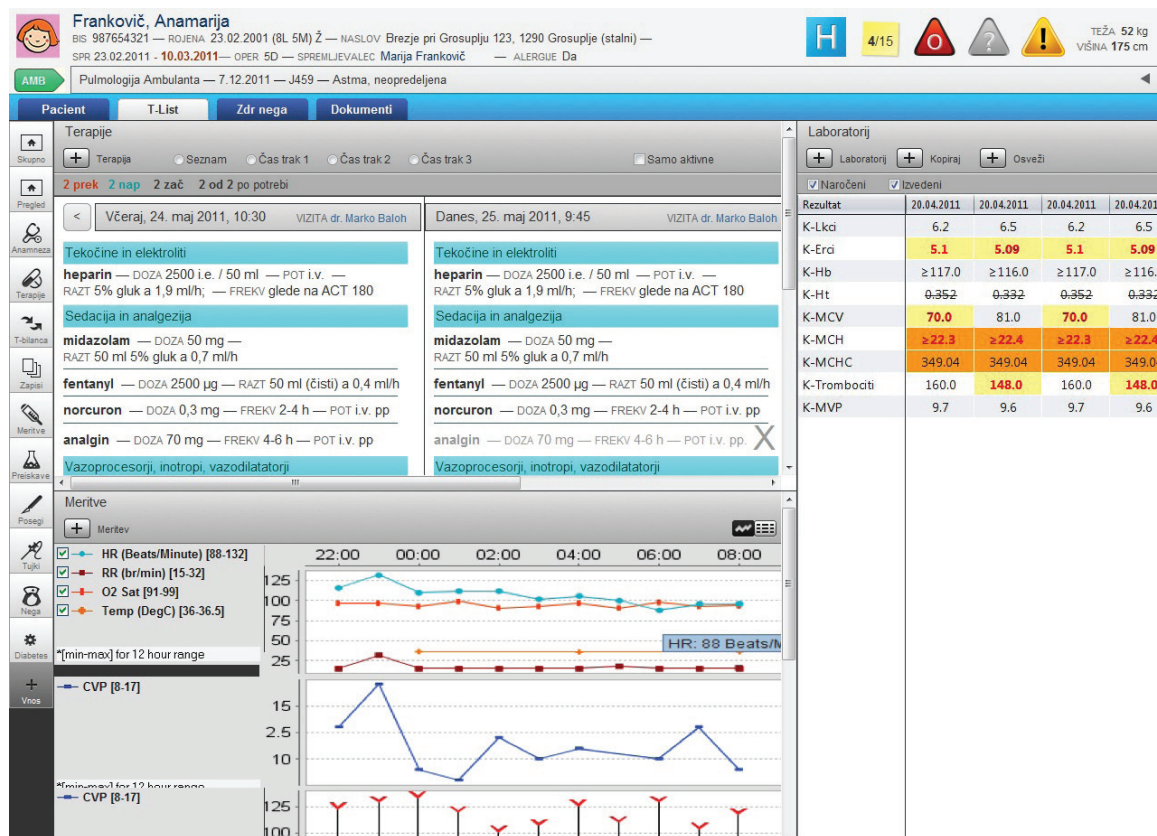 Frankovič, Anamarija
BIS 987654321 — ROJENA 23.02.2001 (8L 5M) Ž — NASLOV Brezje pri Grosuplju 123, 1290 Grosuplje (stalni) —
SPR 23.02.2011 - 10.03.2011— OPER 5D — SPREMLJEVALEC Marija Frankovič — ALERGIJE Da
H
4/15
O
?
!
TEŽA 52 kg
VIŠINA 175 cm
AMB
Pulmologija Ambulanta — 7.12.2011 — J459 — Astma, neopredeljena
Pacient T-List Zdr nega Dokumenti
Skupno
Pregled
Anamneza
Terapije
T-bilanca
Zapisi
Meritve
Preiskave
Posegi
Tujki
Nega
Diabetes
Vnos
Terapije
+ Terapija Seznam Čas trak 1 Čas trak 2 Čas trak 3 Samo aktivne
2 prek 2 nap 2 zač 2 od 2 po potrebi
< Včeraj, 24. maj 2011, 10:30 VIZITA dr. Marko Baloh
Tekočine in elektroliti
heparin — DOZA 2500 i.e. / 50 ml — POT i.v. —
RAZT 5% gluk a 1,9 ml/h; — FREKV glede na ACT 180
Sedacija in analgezija
midazolam — DOZA 50 mg —
RAZT 50 ml 5% gluk a 0,7 ml/h
fentanyl — DOZA 2500 µg — RAZT 50 ml (čisti) a 0,4 ml/h
norcuron — DOZA 0,3 mg — FREKV 2-4 h — POT i.v. pp
analgin — DOZA 70 mg — FREKV 4-6 h — POT i.v. pp
Vazoprocesorji, inotropi, vazodilatatorji
Danes, 25. maj 2011, 9:45 VIZITA dr. Marko Baloh
Tekočine in elektroliti
heparin — DOZA 2500 i.e. / 50 ml — POT i.v. —
RAZT 5% gluk a 1,9 ml/h; — FREKV glede na ACT 180
Sedacija in analgezija
midazolam — DOZA 50 mg —
RAZT 50 ml 5% gluk a 0,7 ml/h
fentanyl — DOZA 2500 µg — RAZT 50 ml (čisti) a 0,4 ml/h
norcuron — DOZA 0,3 mg — FREKV 2-4 h — POT i.v. pp
analgin — DOZA 70 mg — FREKV 4-6 h — POT i.v. pp. X
Vazoprocesorji, inotropi, vazodilatatorji
Laboratorij
+ Laboratorij + Kopiraj + Osveži
Naročeni Izvedeni
Rezultat 20.04.2011 20.04.2011 20.04.2011 20.04.201
K-Lkci 6.2 6.5 6.2 6.5
K-Erci 5.1 5.09 5.1 5.09
K-Hb ≥117.0 ≥116.0 ≥117.0 ≥116.
K-Ht 0.352 0.332 0.352 0.332
K-MCV 70.0 81.0 70.0 81.0
K-MCH ≥22.3 ≥22.4 ≥22.3 ≥22.4
K-MCHC 349.04 349.04 349.04 349.0
K-Trombociti 160.0 148.0 160.0 148.0
K-MVP 9.7 9.6 9.7 9.6
Meritve
+ Meritev
HR (Beats/Minute) [88-132]
RR (br/min) [15-32]
O2 Sat [91-99]
Temp (DegC) [36-36.5]
*[min-max] for 12 hour range
22:00 00:00 02:00 04:00 06:00 08:00
125
100
75
50
25
HR: 88 Beats/M
CVP [8-17]
15
2.5
10
*[min-max] for 12 hour range
CVP [8-17]
125
100